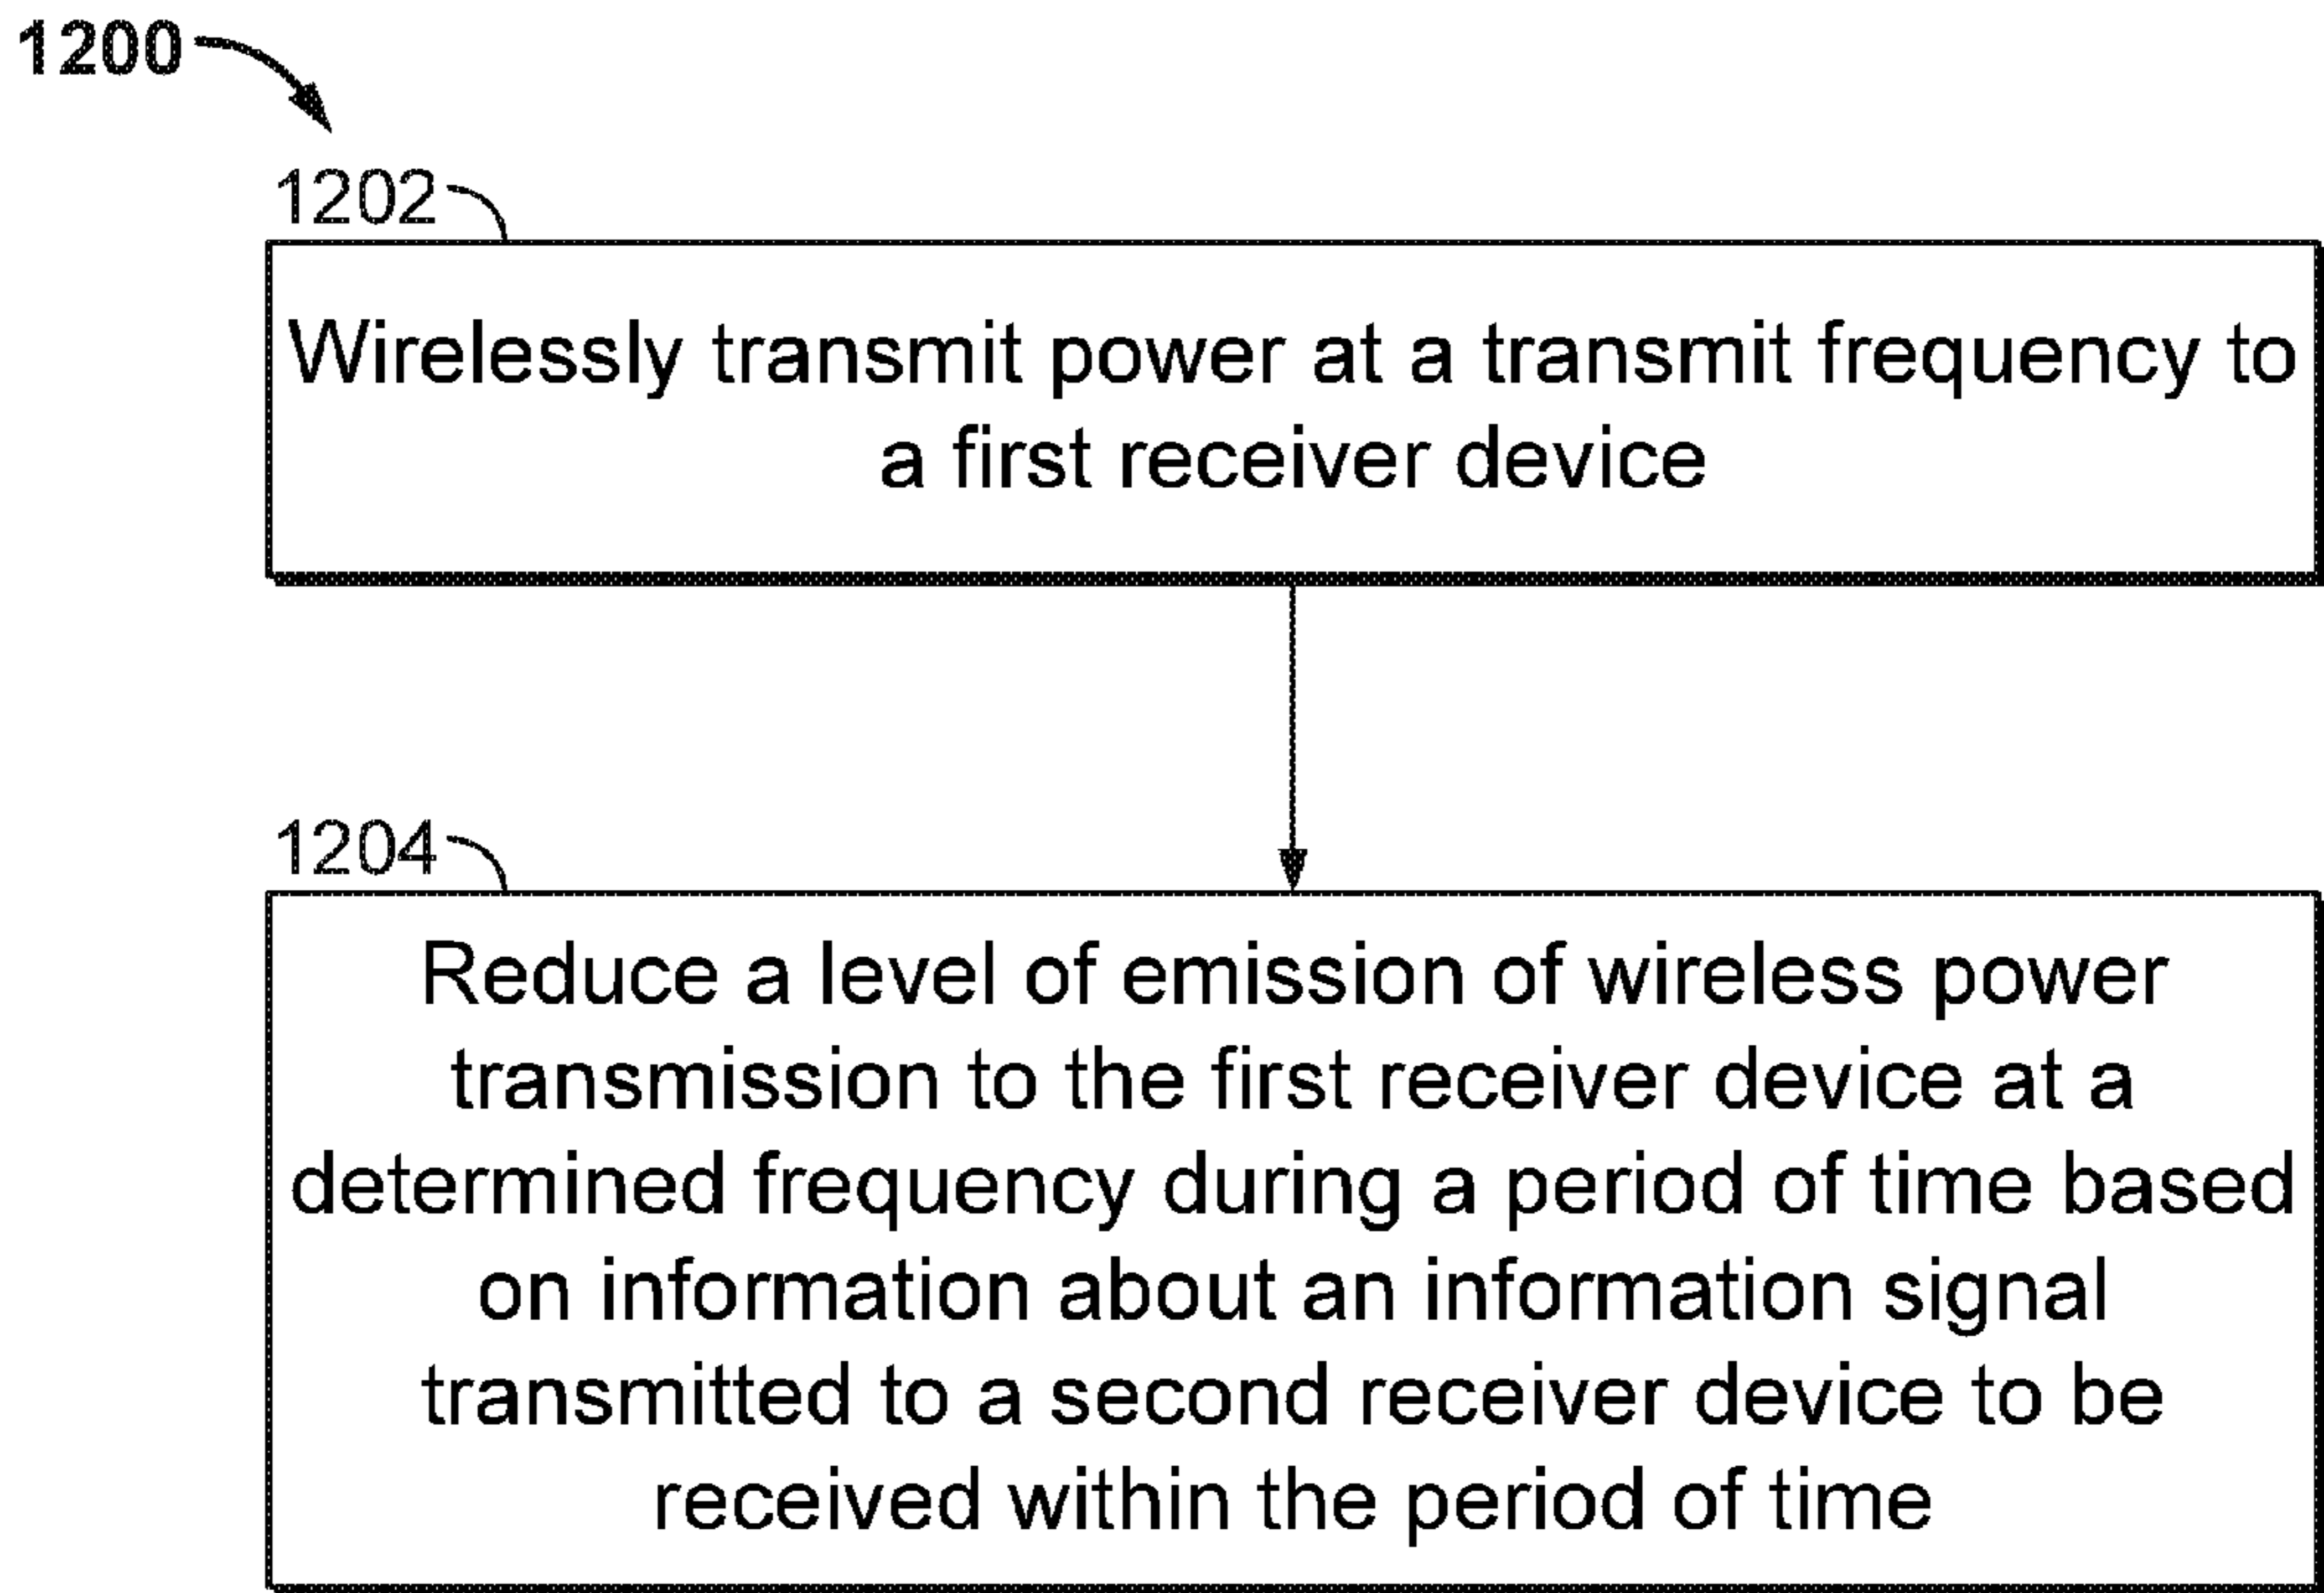 1200
1202
Wirelessly transmit power at a transmit frequency to
a first receiver device
1204
Reduce a level of emission of wireless power
transmission to the first receiver device at a
determined frequency during a period of time based
on information about an information signal
transmitted to a second receiver device to be
received within the period of time